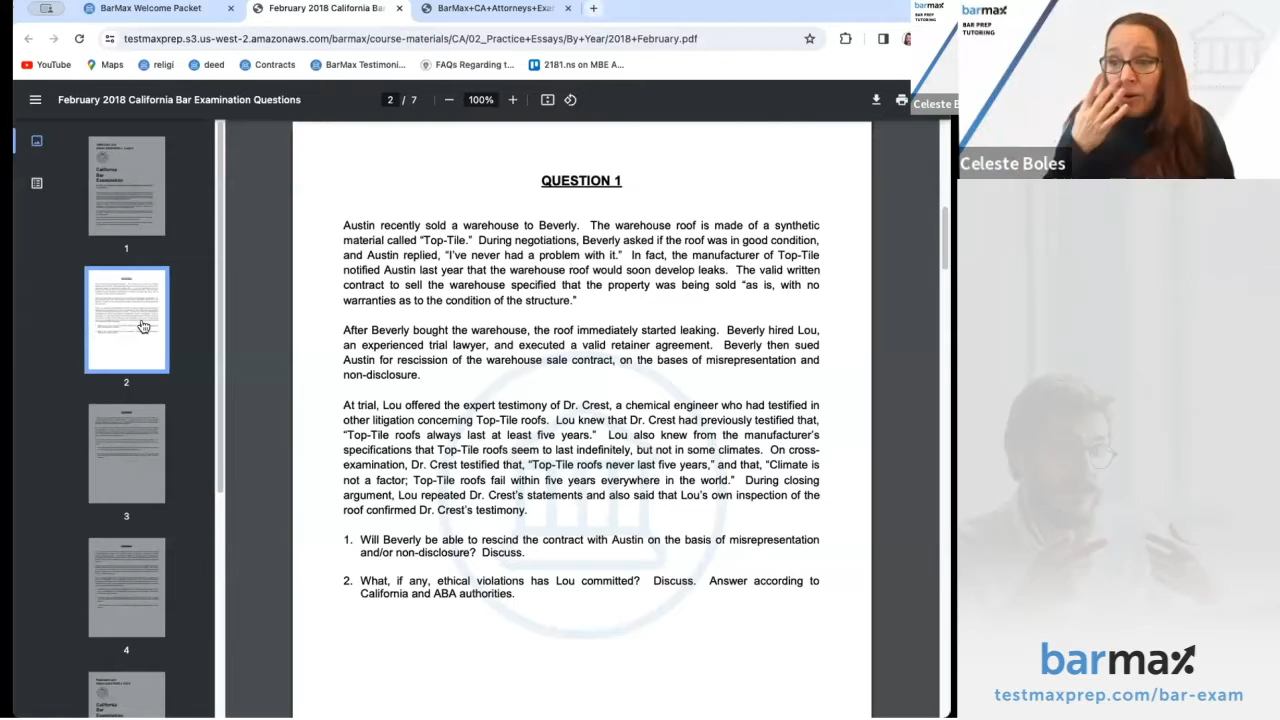 BarMax Welcome Packet
February 2018 California Bar
BarMax+CA+Attorneys+Exam
testmaxprep.s3.us-west-2.amazonaws.com/barmax/course-materials/CA/02_Practice+Tests/By+Year/2018+February.pdf
YouTube
Maps
religi
deed
Contracts
BarMax Testimoni...
FAQs Regarding t...
2181.ns on MBE A...
February 2018 California Bar Examination Questions
2 / 7
100%
California
Bar
Examination
1
2
3
4
California
Bar
QUESTION 1
Austin recently sold a warehouse to Beverly. The warehouse roof is made of a synthetic
material called “Top-Tile.” During negotiations, Beverly asked if the roof was in good condition,
and Austin replied, “I’ve never had a problem with it.” In fact, the manufacturer of Top-Tile
notified Austin last year that the warehouse roof would soon develop leaks. The valid written
contract to sell the warehouse specified that the property was being sold “as is, with no
warranties as to the condition of the structure.”
After Beverly bought the warehouse, the roof immediately started leaking. Beverly hired Lou,
an experienced trial lawyer, and executed a valid retainer agreement. Beverly then sued
Austin for rescission of the warehouse sale contract, on the bases of misrepresentation and
non-disclosure.
At trial, Lou offered the expert testimony of Dr. Crest, a chemical engineer who had testified in
other litigation concerning Top-Tile roofs. Lou knew that Dr. Crest had previously testified that,
“Top-Tile roofs always last at least five years.” Lou also knew from the manufacturer’s
specifications that Top-Tile roofs seem to last indefinitely, but not in some climates. On cross-
examination, Dr. Crest testified that, “Top-Tile roofs never last five years,” and that, “Climate is
not a factor; Top-Tile roofs fail within five years everywhere in the world.” During closing
argument, Lou repeated Dr. Crest’s statements and also said that Lou’s own inspection of the
roof confirmed Dr. Crest’s testimony.
1. Will Beverly be able to rescind the contract with Austin on the basis of misrepresentation
and/or non-disclosure? Discuss.
2. What, if any, ethical violations has Lou committed? Discuss. Answer according to
California and ABA authorities.
barmax
BAR PREP
TUTORING
Celeste B
barmax
BAR PREP
TUTORING
Celeste Boles
barmax
testmaxprep.com/bar-exam